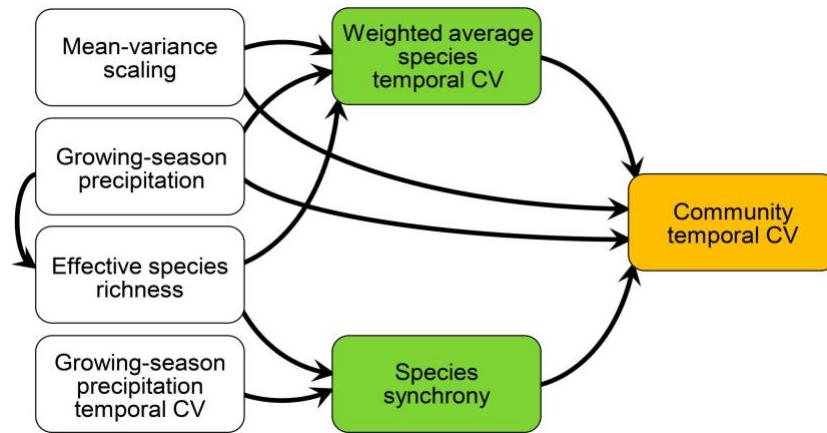 Mean-variance
scaling
Growing-season
precipitation
Effective species
richness
Growing-season
precipitation
temporal CV
Weighted average
species
temporal CV
Species
synchrony
Community
temporal CV